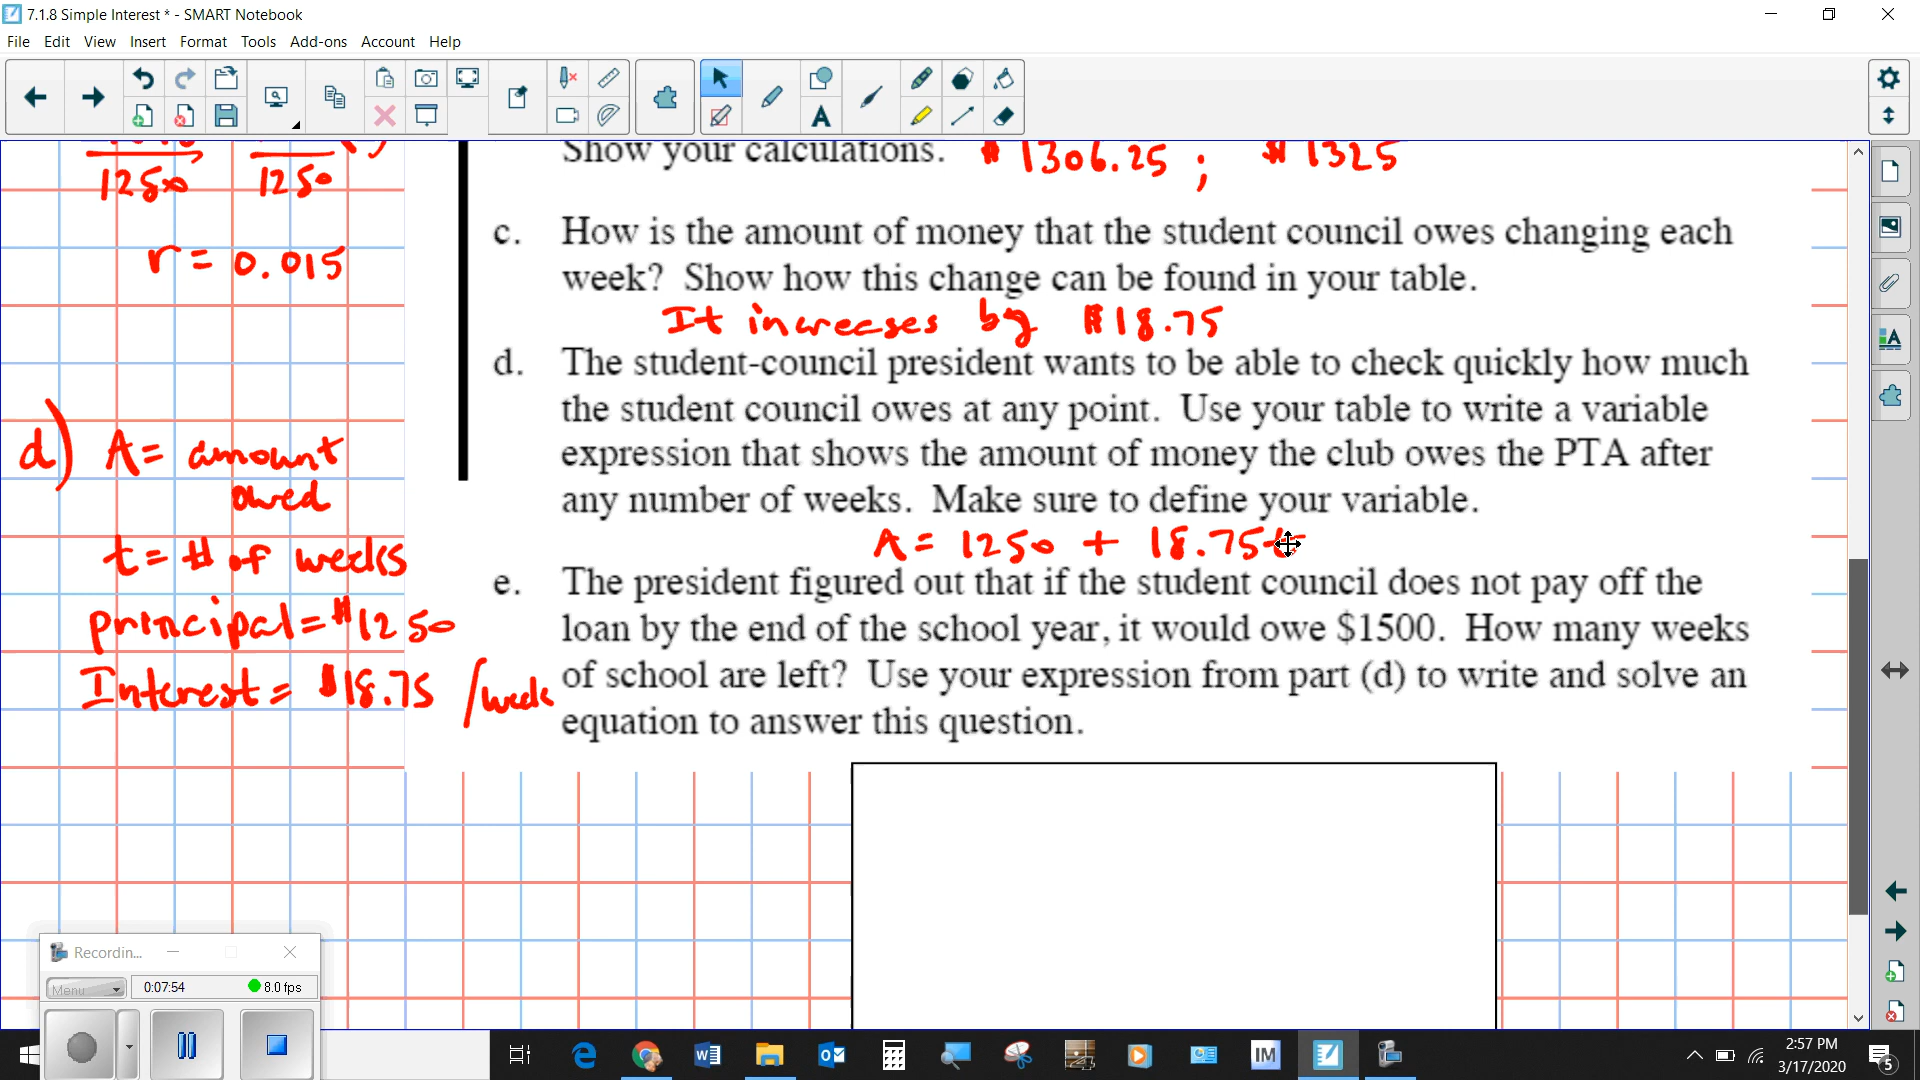 7.1.8 Simple Interest * - SMART Notebook
File Edit View Insert Format Tools Add-ons Account Help
1250 1250
r = 0.015
Show your calculations. $1306.25 ; $1325
c. How is the amount of money that the student council owes changing each
week? Show how this change can be found in your table.
It increases by $18.75
d. The student-council president wants to be able to check quickly how much
the student council owes at any point. Use your table to write a variable
expression that shows the amount of money the club owes the PTA after
any number of weeks. Make sure to define your variable.
A = 1250 + 18.75t
d) A = amount
owed
t = # of weeks
principal = $1250
Interest = $18.75 /week
e. The president figured out that if the student council does not pay off the
loan by the end of the school year, it would owe $1500. How many weeks
of school are left? Use your expression from part (d) to write and solve an
equation to answer this question.
Recordin...
Menu 0:07:54 8.0 fps
IM
2:57 PM
3/17/2020
5